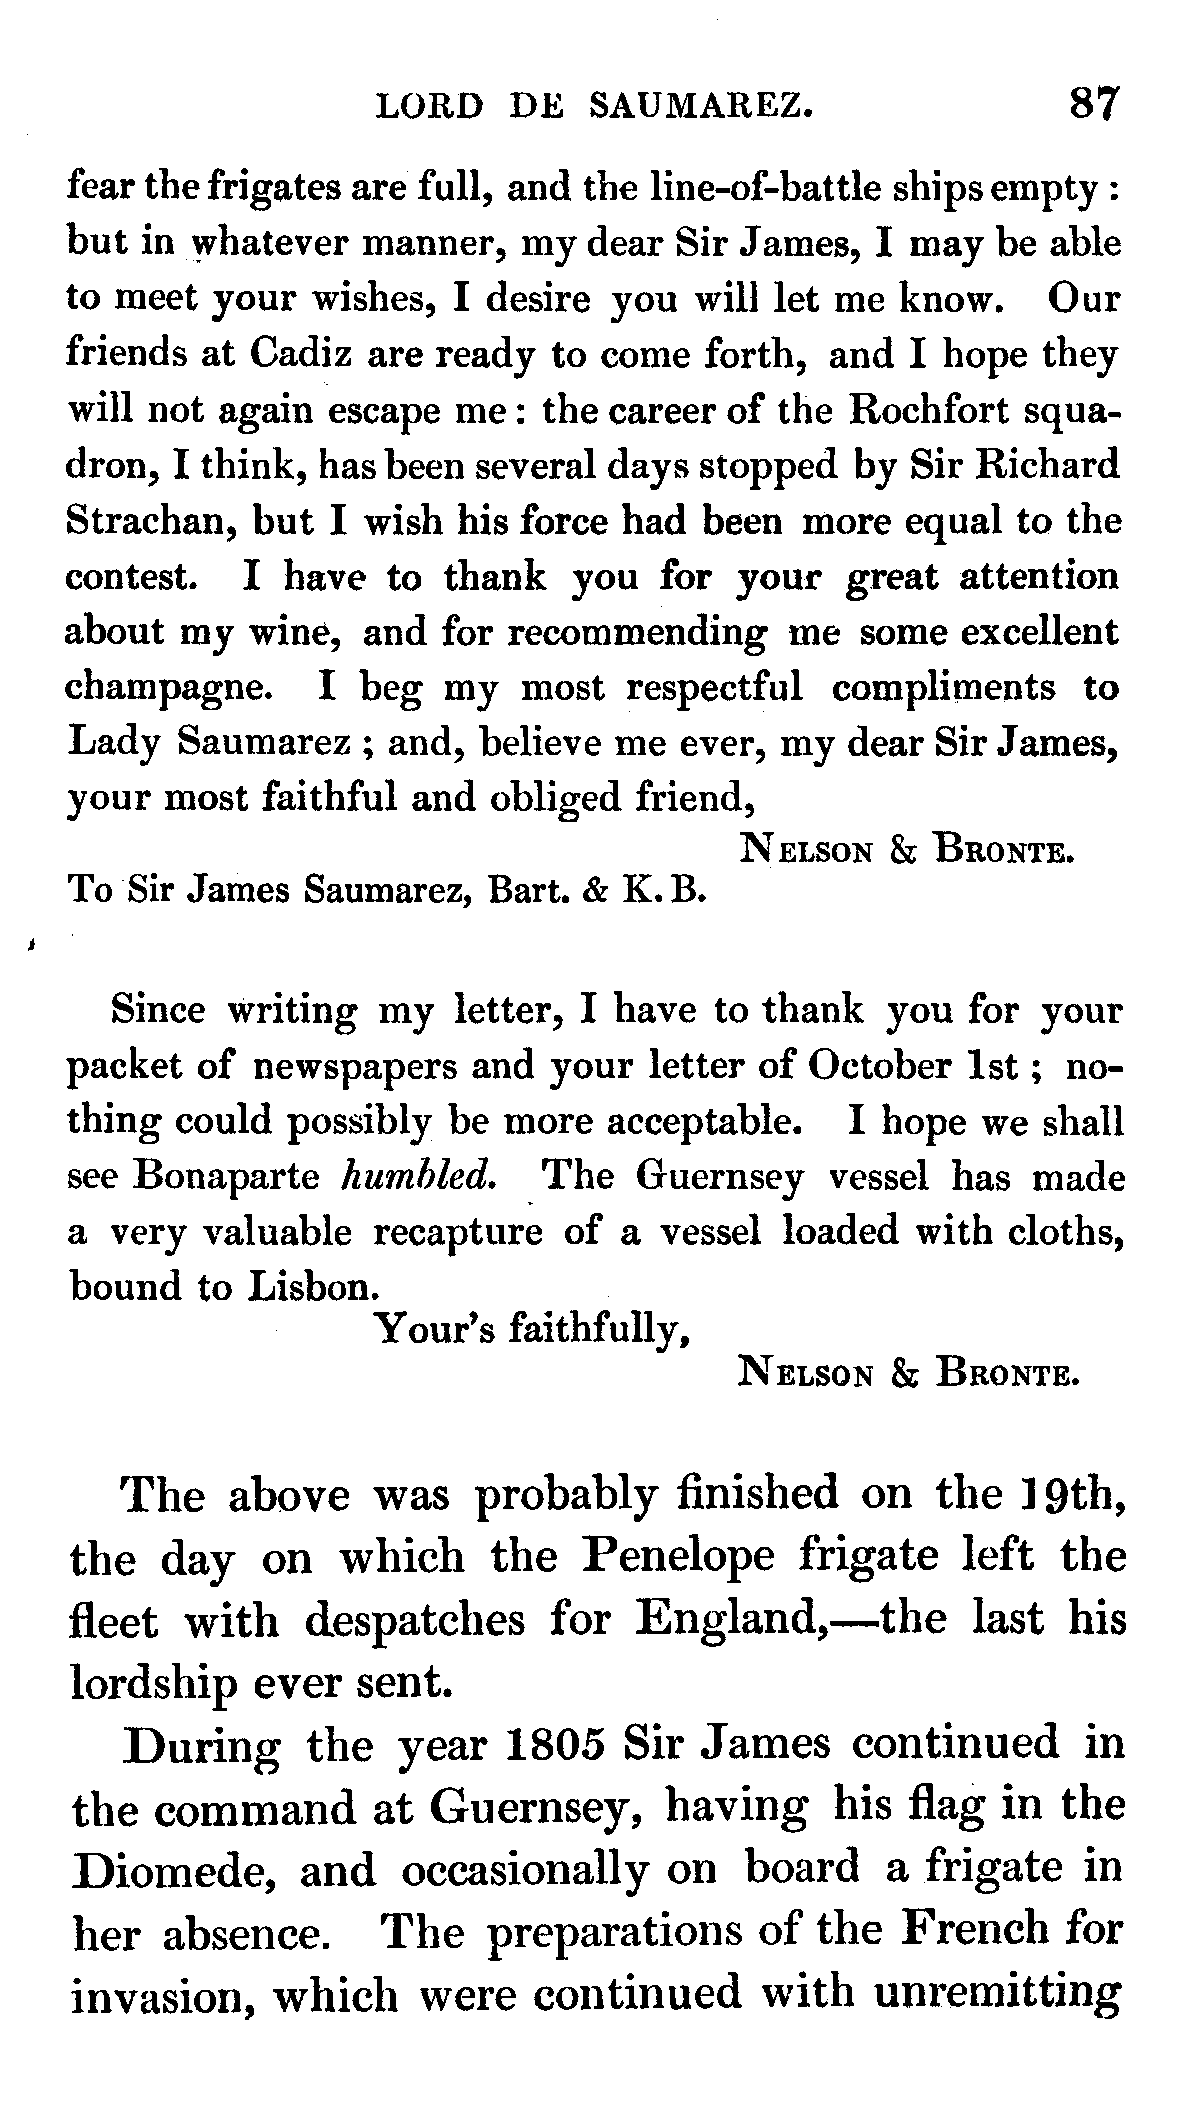 LORD DE SAUMAREZ. 87
fear the frigates are full, and the line-of-battle ships empty :
but in whatever manner, my dear Sir James, I may be able
to meet your wishes, I desire you will let me know. Our
friends at Cadiz are ready to come forth, and I hope they
will not again escape me : the career of the Rochfort squa-
dron, I think, has been several days stopped by Sir Richard
Strachan, but I wish his force had been more equal to the
contest. I have to thank you for your great attention
about my wine, and for recommending me some excellent
champagne. I beg my most respectful compliments to
Lady Saumarez ; and, believe me ever, my dear Sir James,
your most faithful and obliged friend,
NELSON & BRONTE.
To Sir James Saumarez, Bart. & K. B.
Since writing my letter, I have to thank you for your
packet of newspapers and your letter of October 1st ; no-
thing could possibly be more acceptable. I hope we shall
see Bonaparte humbled. The Guernsey vessel has made
a very valuable recapture of a vessel loaded with cloths,
bound to Lisbon.
Your's faithfully,
NELSON & BRONTE.
The above was probably finished on the 19th,
the day on which the Penelope frigate left the
fleet with despatches for England,—the last his
lordship ever sent.
During the year 1805 Sir James continued in
the command at Guernsey, having his flag in the
Diomede, and occasionally on board a frigate in
her absence. The preparations of the French for
invasion, which were continued with unremitting